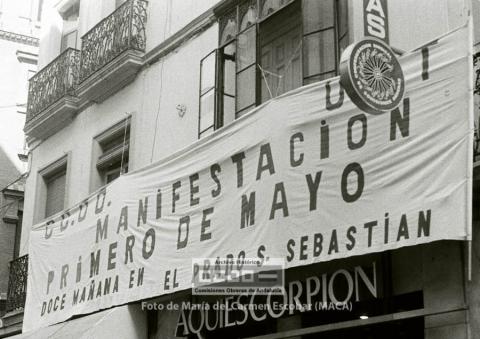 AS
CC.OO. U G T
MANIFESTACION
PRIMERO DE MAYO
DOCE MAÑANA EN EL PRADO S. SEBASTIAN
Archivo Histórico
Comisiones Obreras de Andalucía
Foto de María del Carmen Escobar (MACA)
AQUIESCORPION